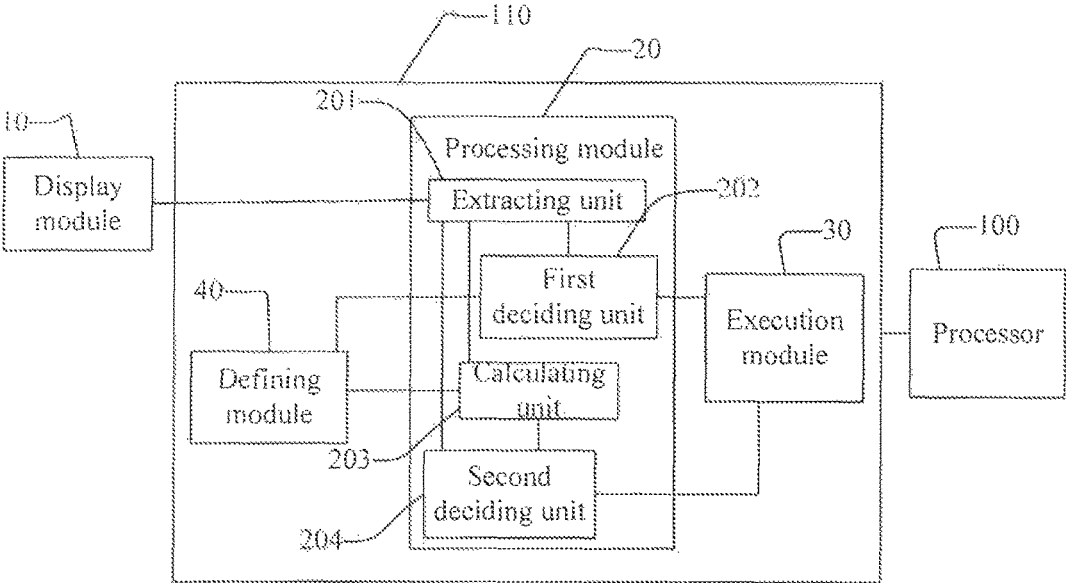 110
20
201
10
Processing module
Display
module
Extracting unit
202
30
100
First
deciding unit
40
Execution
module
Processor
Defining
module
Calculating
unit
203
Second
deciding unit
204